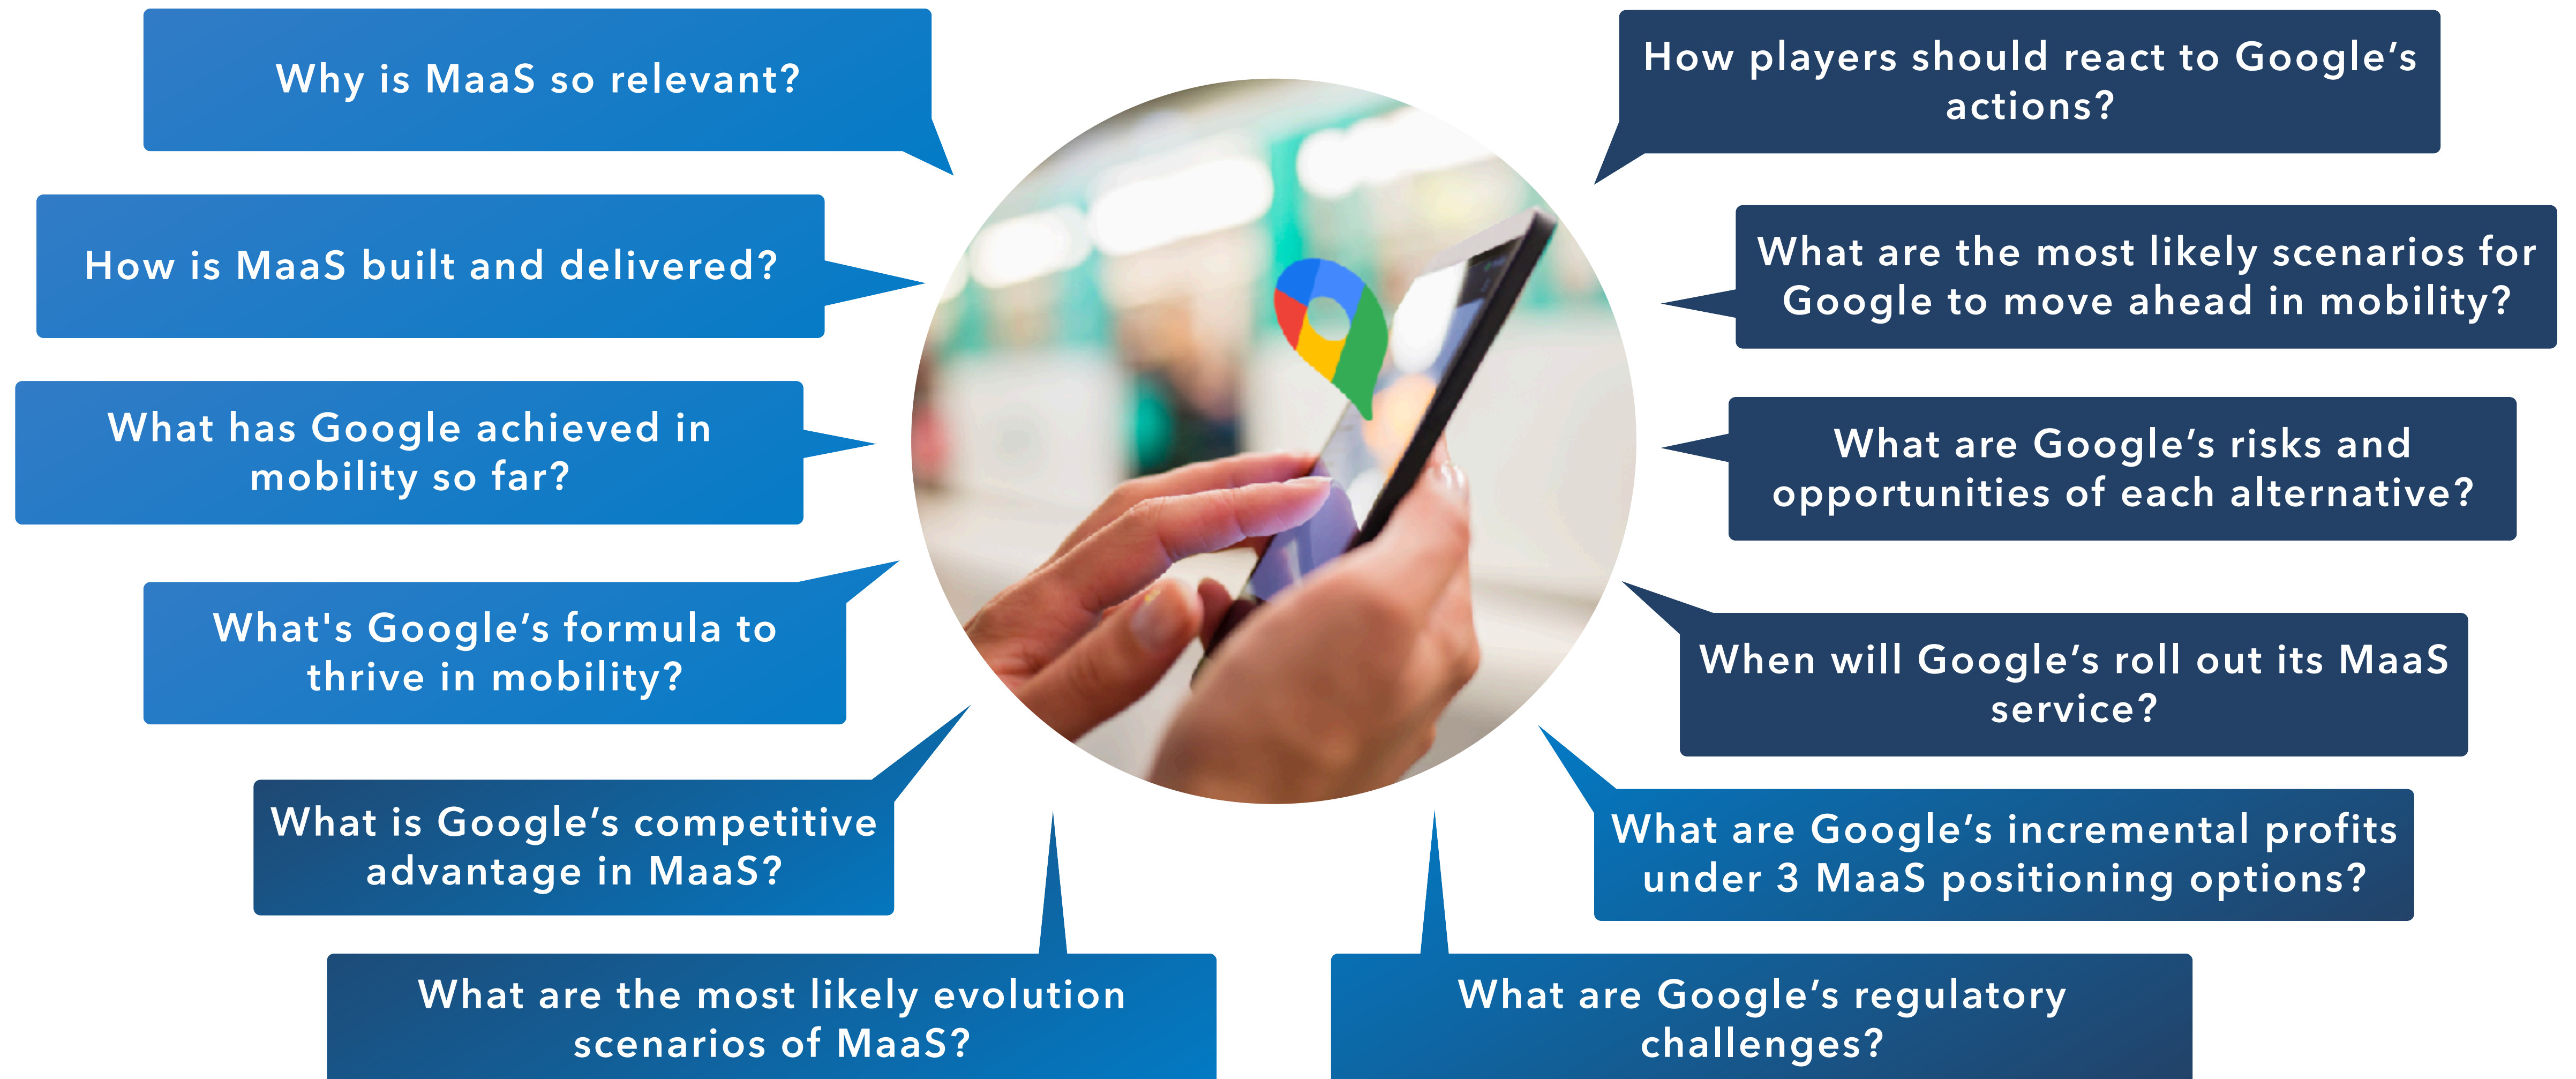 Why is MaaS so relevant?
How is MaaS built and delivered?
What has Google achieved in
mobility so far?
What's Google’s formula to
thrive in mobility?
What is Google’s competitive
advantage in MaaS?
What are the most likely evolution
scenarios of MaaS?
How players should react to Google’s
actions?
What are the most likely scenarios for
Google to move ahead in mobility?
What are Google’s risks and
opportunities of each alternative?
When will Google’s roll out its MaaS
service?
What are Google’s incremental profits
under 3 MaaS positioning options?
What are Google’s regulatory
challenges?